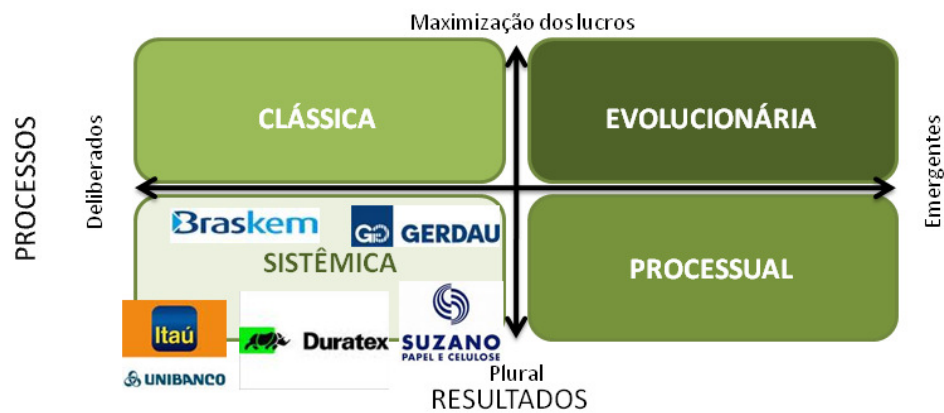 Maximização dos lucros
PROCESSOS
Deliberados
CLÁSSICA
EVOLUCIONÁRIA
Emergentes
Braskem
GG GERDAU
SISTÊMICA
PROCESSUAL
Itaú
UNIBANCO
Duratex
SUZANO
PAPEL E CELULOSE
Plural
RESULTADOS